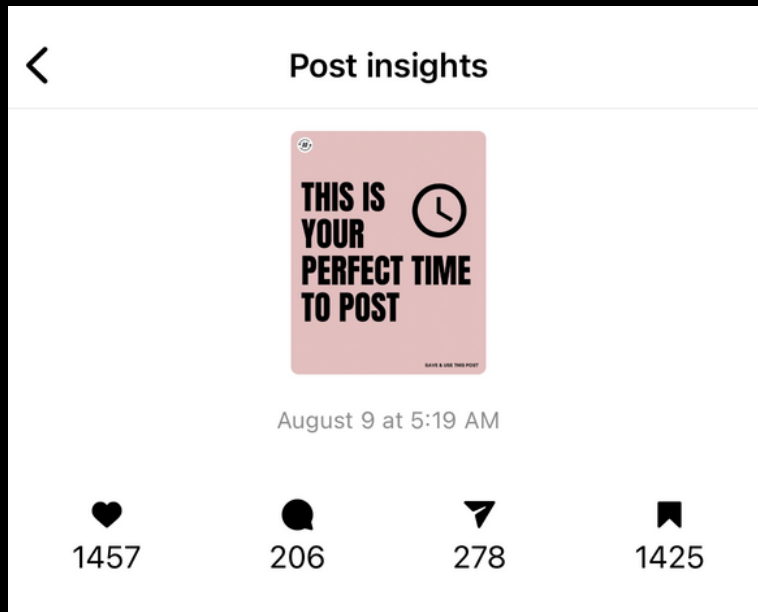 Post insights
THIS IS
YOUR
PERFECT TIME
TO POST
SAVE & USE THIS POST
August 9 at 5:19 AM
1457 206 278 1425